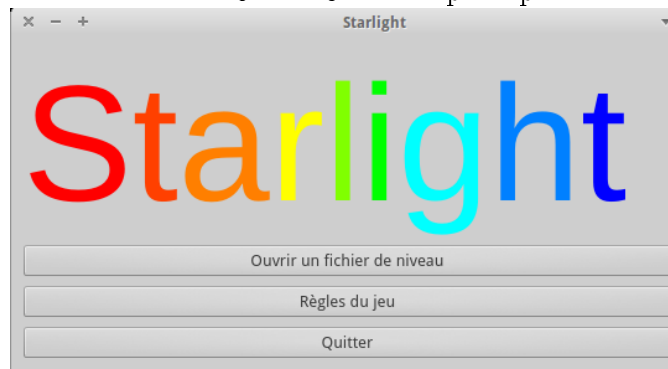 Starlight
Starlight
Ouvrir un fichier de niveau
Règles du jeu
Quitter